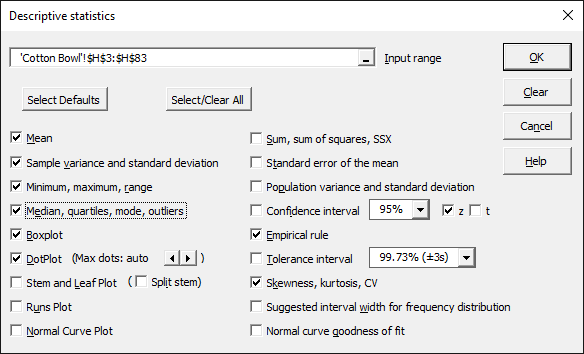 Descriptive statistics
'Cotton Bowl'!$H$3:$H$83 Input range OK
Select Defaults Select/Clear All Clear
Cancel
Help
Mean Sum, sum of squares, SSX
Sample variance and standard deviation Standard error of the mean
Minimum, maximum, range Population variance and standard deviation
Median, quartiles, mode, outliers Confidence interval 95% z t
Boxplot Empirical rule
DotPlot (Max dots: auto ) Tolerance interval 99.73% (±3s)
Stem and Leaf Plot ( Split stem) Skewness, kurtosis, CV
Runs Plot Suggested interval width for frequency distribution
Normal Curve Plot Normal curve goodness of fit